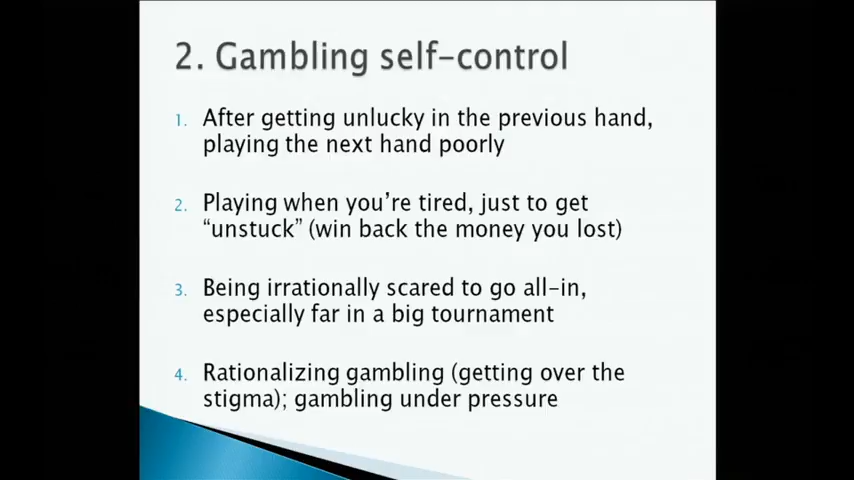 2. Gambling self-control
1. After getting unlucky in the previous hand,
playing the next hand poorly
2. Playing when you're tired, just to get
“unstuck” (win back the money you lost)
3. Being irrationally scared to go all-in,
especially far in a big tournament
4. Rationalizing gambling (getting over the
stigma); gambling under pressure